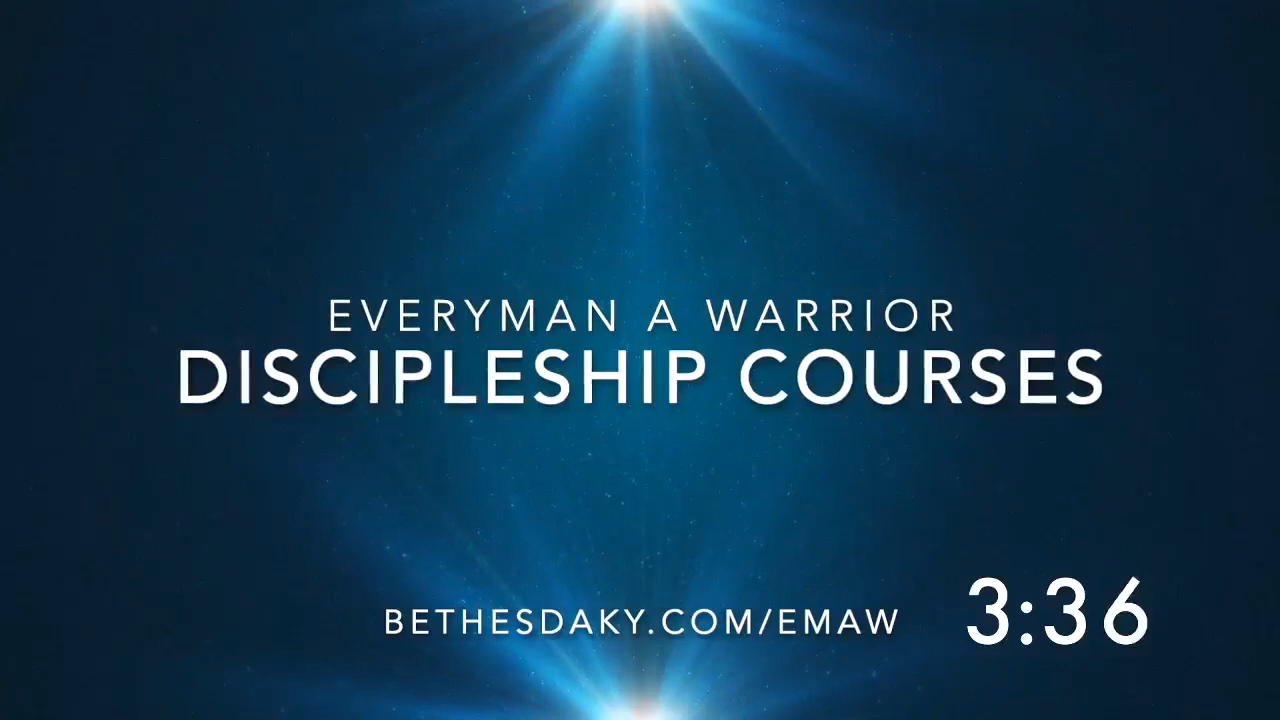 EVERYMAN A WARRIOR
DISCIPLESHIP COURSES
BETHESDAKY.COM/EMAW
3:36